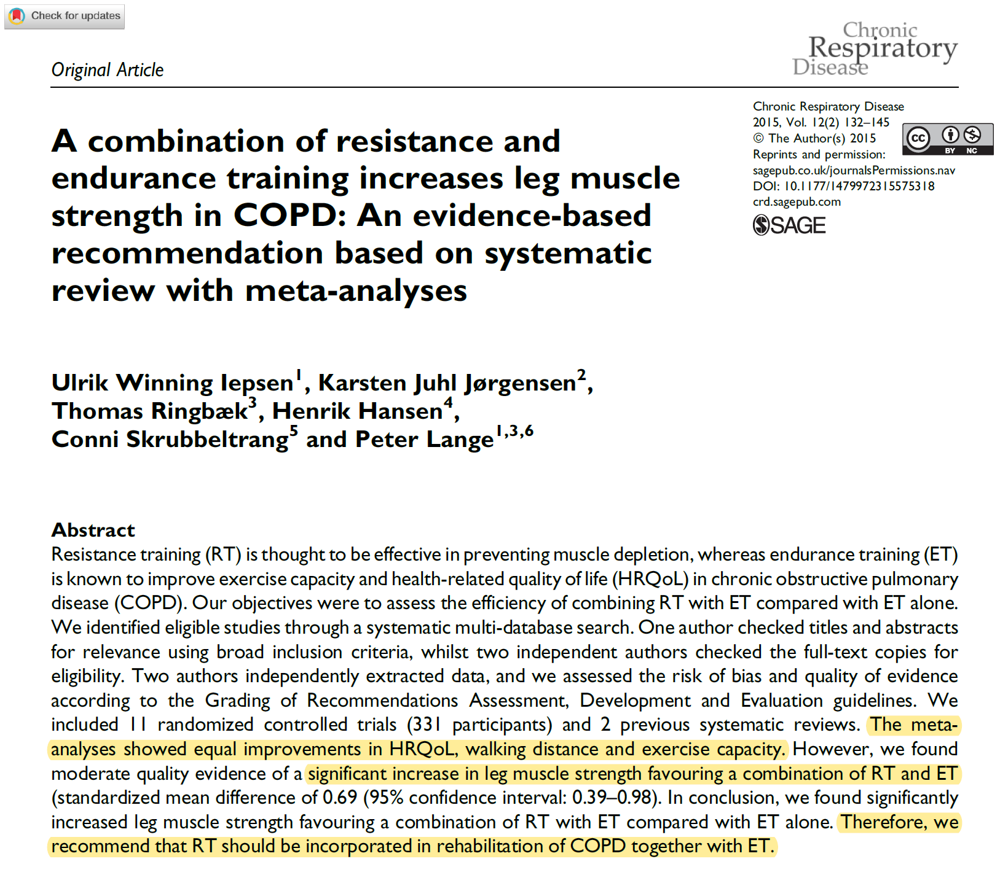 Check for updates
Chronic
Respiratory
Disease
Original Article
Chronic Respiratory Disease
2015, Vol. 12(2) 132–145
© The Author(s) 2015
Reprints and permission:
sagepub.co.uk/journalsPermissions.nav
DOI: 10.1177/1479972315575318
crd.sagepub.com
SAGE
CC BY NC
A combination of resistance and
endurance training increases leg muscle
strength in COPD: An evidence-based
recommendation based on systematic
review with meta-analyses
Ulrik Winning Iepsen1, Karsten Juhl Jørgensen2,
Thomas Ringbæk3, Henrik Hansen4,
Conni Skrubbeltrang5 and Peter Lange1,3,6
Abstract
Resistance training (RT) is thought to be effective in preventing muscle depletion, whereas endurance training (ET)
is known to improve exercise capacity and health-related quality of life (HRQoL) in chronic obstructive pulmonary
disease (COPD). Our objectives were to assess the efficiency of combining RT with ET compared with ET alone.
We identified eligible studies through a systematic multi-database search. One author checked titles and abstracts
for relevance using broad inclusion criteria, whilst two independent authors checked the full-text copies for
eligibility. Two authors independently extracted data, and we assessed the risk of bias and quality of evidence
according to the Grading of Recommendations Assessment, Development and Evaluation guidelines. We
included 11 randomized controlled trials (331 participants) and 2 previous systematic reviews. The meta-
analyses showed equal improvements in HRQoL, walking distance and exercise capacity. However, we found
moderate quality evidence of a significant increase in leg muscle strength favouring a combination of RT and ET
(standardized mean difference of 0.69 (95% confidence interval: 0.39–0.98). In conclusion, we found significantly
increased leg muscle strength favouring a combination of RT with ET compared with ET alone. Therefore, we
recommend that RT should be incorporated in rehabilitation of COPD together with ET.